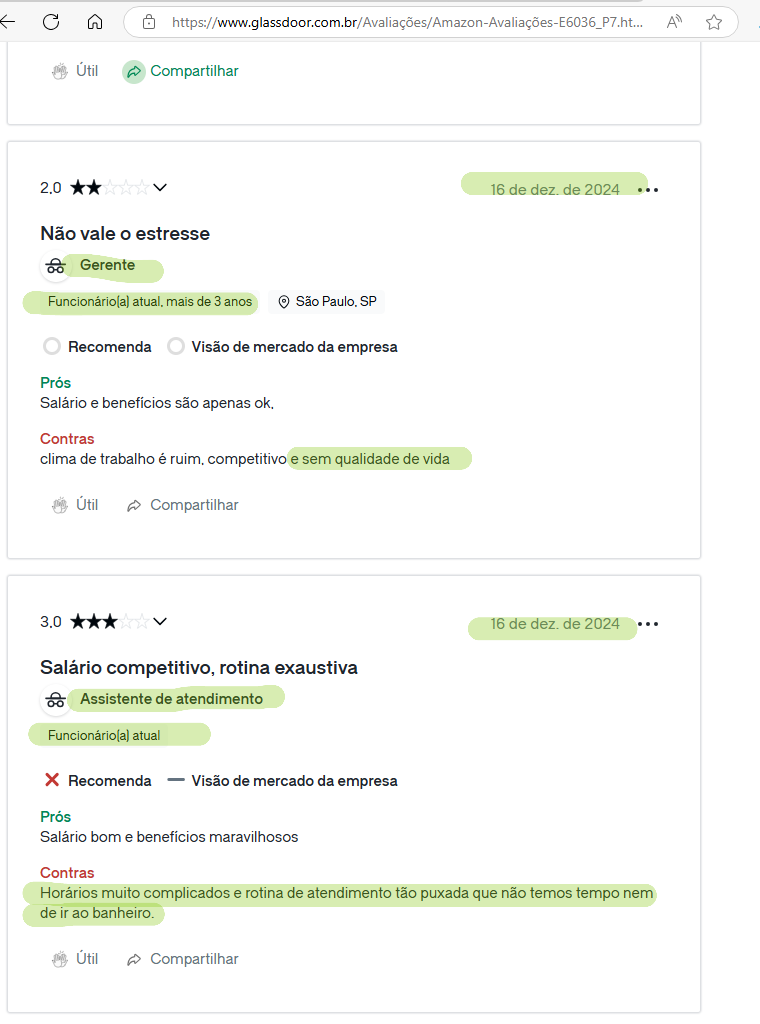 https://www.glassdoor.com.br/Avaliações/Amazon-Avaliações-E6036_P7.ht...
Útil Compartilhar
2,0 16 de dez. de 2024
Não vale o estresse
Gerente
Funcionário(a) atual, mais de 3 anos São Paulo, SP
Recomenda Visão de mercado da empresa
Prós
Salário e benefícios são apenas ok,
Contras
clima de trabalho é ruim, competitivo e sem qualidade de vida
Útil Compartilhar
3,0 16 de dez. de 2024
Salário competitivo, rotina exaustiva
Assistente de atendimento
Funcionário(a) atual
Recomenda Visão de mercado da empresa
Prós
Salário bom e benefícios maravilhosos
Contras
Horários muito complicados e rotina de atendimento tão puxada que não temos tempo nem
de ir ao banheiro.
Útil Compartilhar